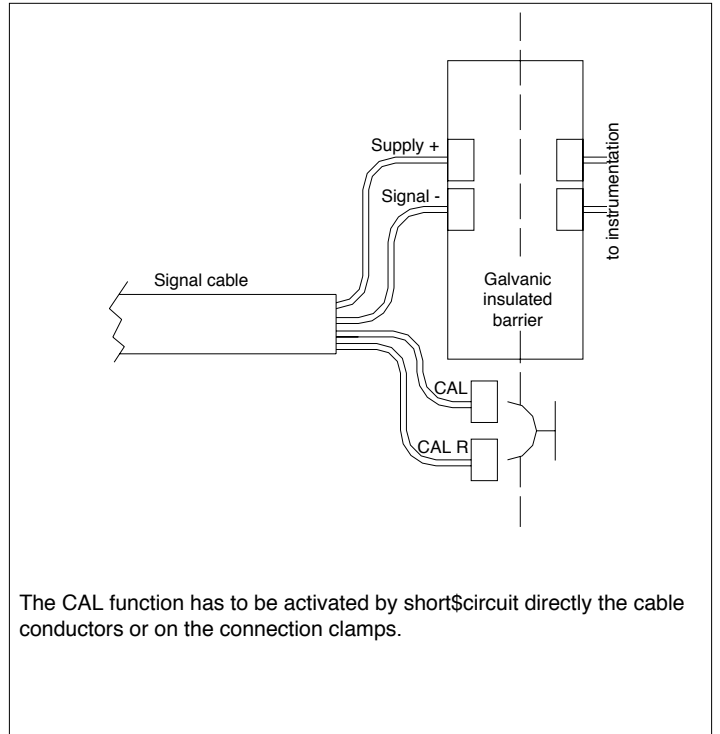 Supply +
Signal -
to instrumentation
Signal cable
Galvanic
insulated
barrier
CAL
CAL R
The CAL function has to be activated by short$circuit directly the cable
conductors or on the connection clamps.